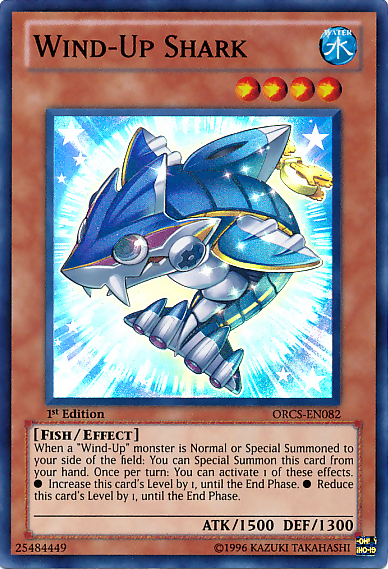 WIND-UP SHARK
WATER
水
1st Edition
ORCS-EN082
[FISH/EFFECT]
When a "Wind-Up" monster is Normal or Special Summoned to
your side of the field: You can Special Summon this card from
your hand. Once per turn: You can activate 1 of these effects.
● Increase this card's Level by 1, until the End Phase. ● Reduce
this card's Level by 1, until the End Phase.
ATK/1500 DEF/1300
25484449
©1996 KAZUKI TAKAHASHI